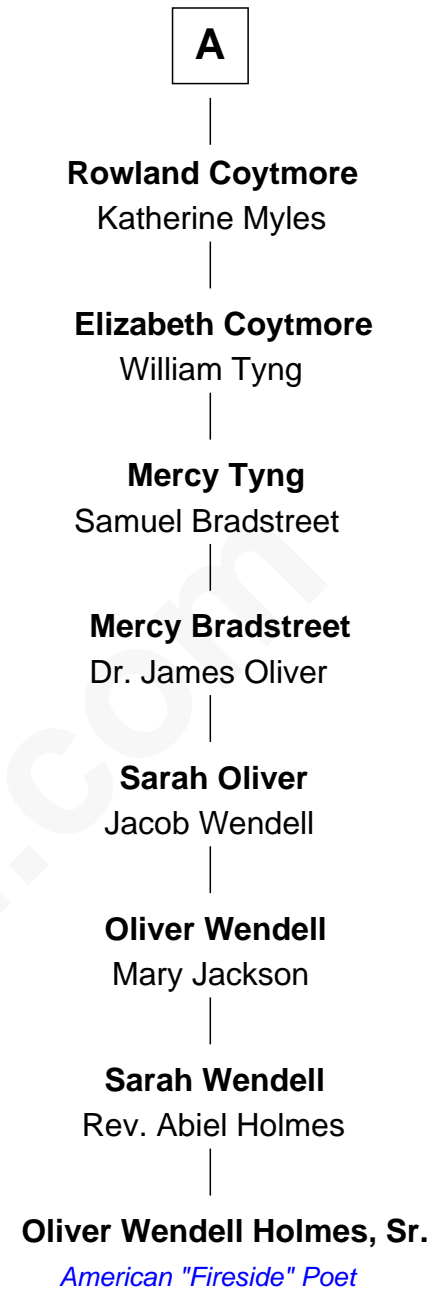 A
Rowland Coytmore
Katherine Myles
Elizabeth Coytmore
William Tyng
Mercy Tyng
Samuel Bradstreet
Mercy Bradstreet
Dr. James Oliver
Sarah Oliver
Jacob Wendell
Oliver Wendell
Mary Jackson
Sarah Wendell
Rev. Abiel Holmes
Oliver Wendell Holmes, Sr.
American "Fireside" Poet